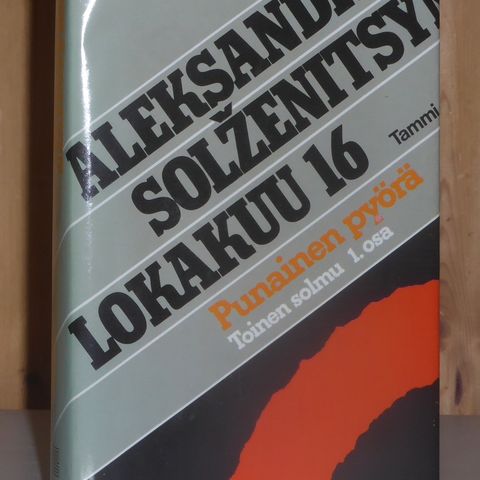 ALEKSANDR
SOLŽENITSYN
LOKAKUU 16
Tammi
Punainen pyörä
Toinen solmu 1. osa